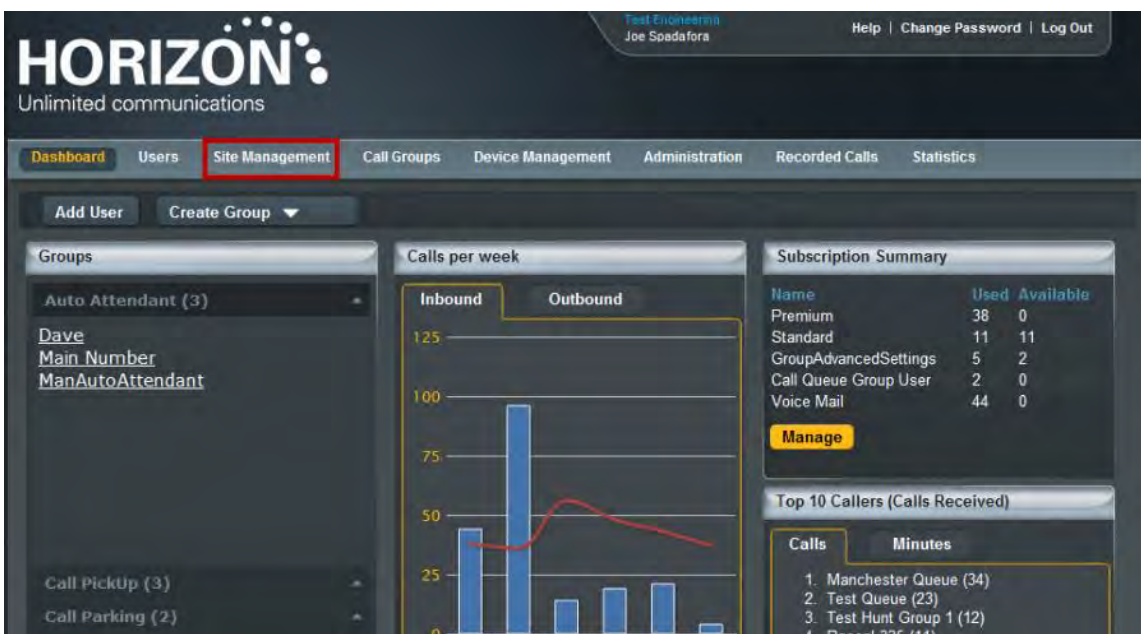 Test Engineering
Joe Spadafora
Help | Change Password | Log Out
HORIZON
Unlimited communications
Dashboard Users Site Management Call Groups Device Management Administration Recorded Calls Statistics
Add User Create Group
Groups
Auto Attendant (3)
Dave
Main Number
ManAutoAttendant
Call PickUp (3)
Call Parking (2)
Calls per week
Inbound Outbound
125
100
75
50
25
0
Subscription Summary
Name Used Available
Premium 38 0
Standard 11 11
GroupAdvancedSettings 5 2
Call Queue Group User 2 0
Voice Mail 44 0
Manage
Top 10 Callers (Calls Received)
Calls Minutes
1. Manchester Queue (34)
2. Test Queue (23)
3. Test Hunt Group 1 (12)